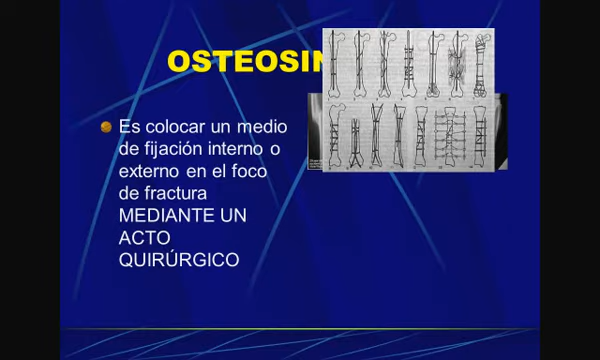 OSTEOSIN
Es colocar un medio
de fijación interno o
externo en el foco
de fractura
MEDIANTE UN
ACTO
QUIRÚRGICO